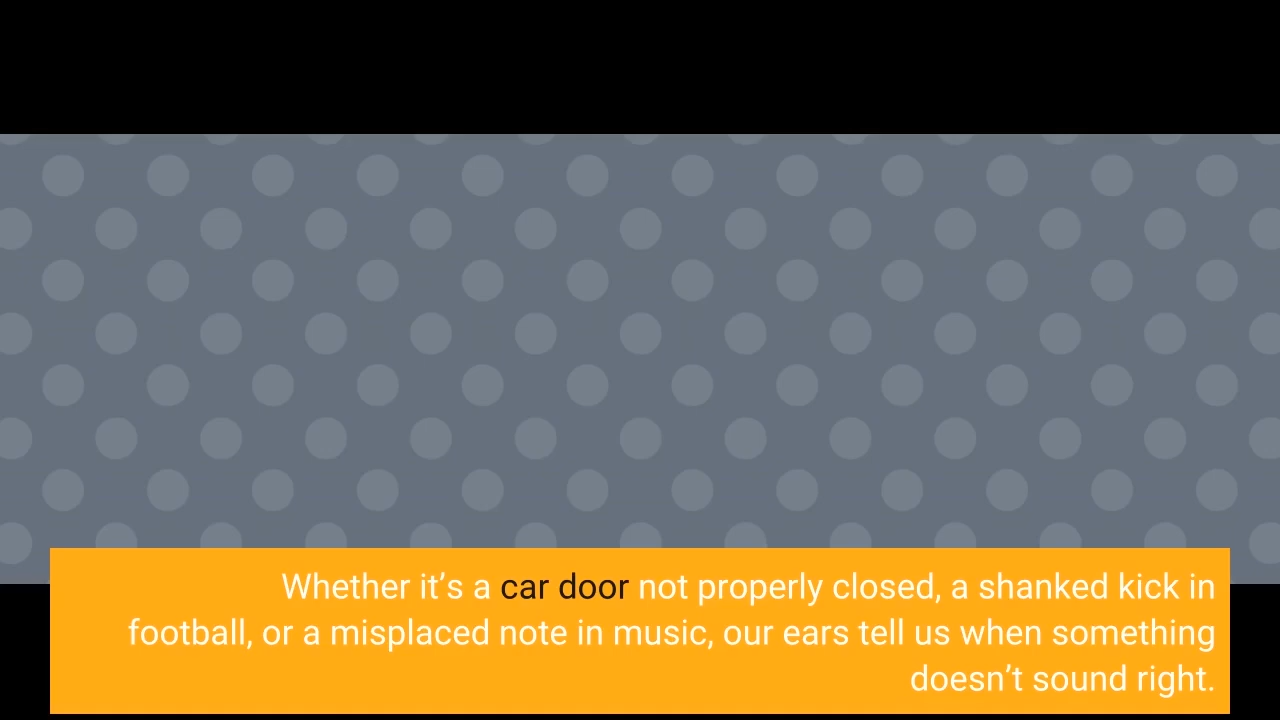 Whether it’s a car door not properly closed, a shanked kick in
football, or a misplaced note in music, our ears tell us when something
doesn’t sound right.